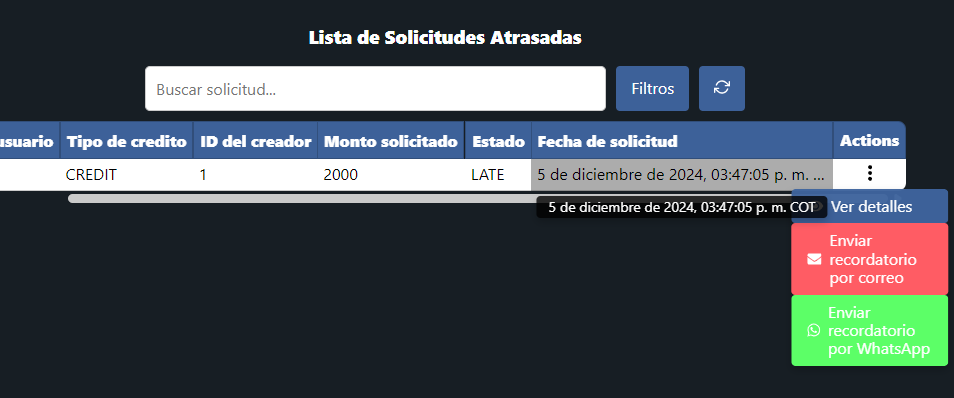 Lista de Solicitudes Atrasadas
Buscar solicitud...
Filtros
usuario Tipo de credito ID del creador Monto solicitado Estado Fecha de solicitud Actions
CREDIT 1 2000 LATE 5 de diciembre de 2024, 03:47:05 p. m. ...
5 de diciembre de 2024, 03:47:05 p. m. COT
Ver detalles
Enviar
recordatorio
por correo
Enviar
recordatorio
por WhatsApp